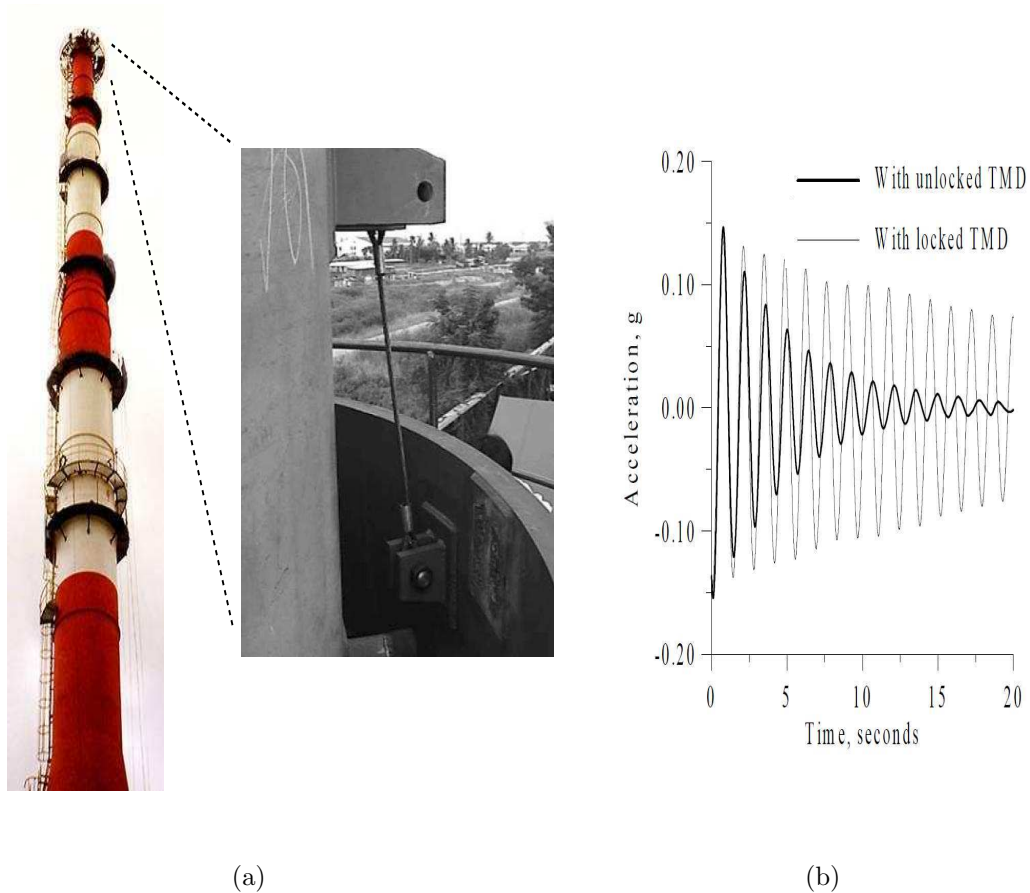 0.20
0.10
0.00
-0.10
-0.20
Acceleration, g
With unlocked TMD
With locked TMD
0 5 10 15 20
Time, seconds
(a) (b)